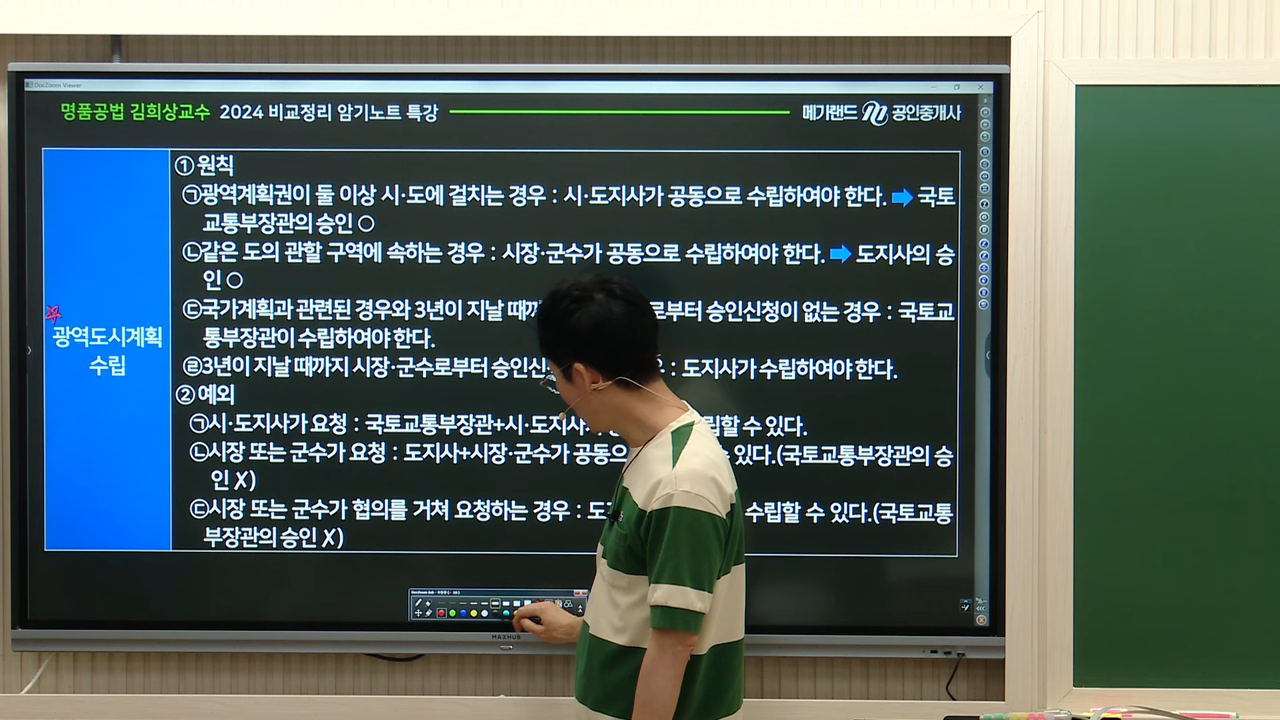 DocZoom Viewer
명품공법 김희상교수 2024 비교정리 암기노트 특강
메가랜드 공인중개사
광역도시계획
수립
① 원칙
㉠광역계획권이 둘 이상 시·도에 걸치는 경우 : 시·도지사가 공동으로 수립하여야 한다. ➡ 국토
교통부장관의 승인 ○
㉡같은 도의 관할 구역에 속하는 경우 : 시장·군수가 공동으로 수립하여야 한다. ➡ 도지사의 승
인 ○
㉢국가계획과 관련된 경우와 3년이 지날 때까 로부터 승인신청이 없는 경우 : 국토교
통부장관이 수립하여야 한다.
㉣3년이 지날 때까지 시장·군수로부터 승인신 : 도지사가 수립하여야 한다.
② 예외
㉠시·도지사가 요청 : 국토교통부장관+시·도지사 립할 수 있다.
㉡시장 또는 군수가 요청 : 도지사+시장·군수가 공동으 있다.(국토교통부장관의 승
인 X)
㉢시장 또는 군수가 협의를 거쳐 요청하는 경우 : 도 수립할 수 있다.(국토교통
부장관의 승인 X)
MAXHUB